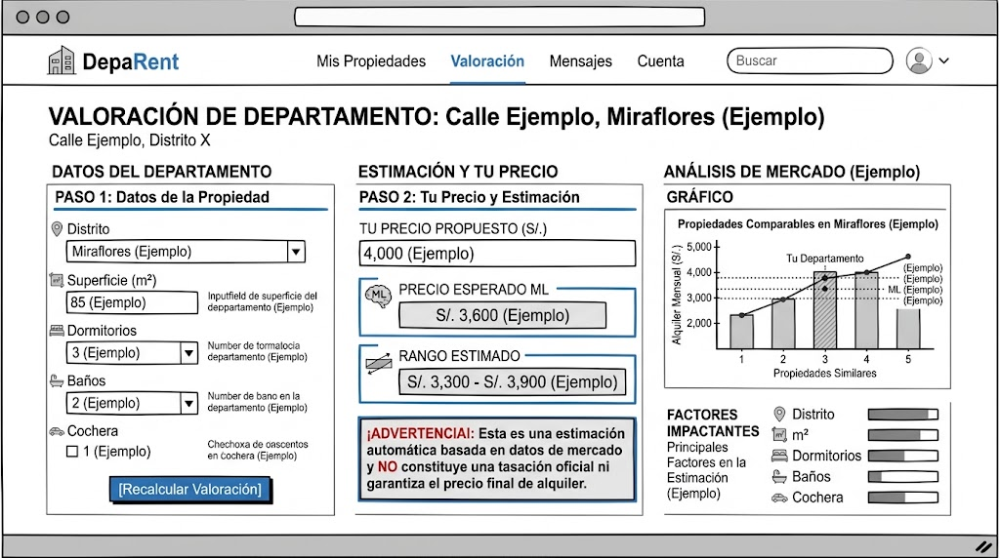 DepaRent
Mis Propiedades
Valoración
Mensajes
Cuenta
Buscar
VALORACIÓN DE DEPARTAMENTO: Calle Ejemplo, Miraflores (Ejemplo)
Calle Ejemplo, Distrito X
DATOS DEL DEPARTAMENTO
PASO 1: Datos de la Propiedad
Distrito
Miraflores (Ejemplo)
Superficie (m²)
85 (Ejemplo)
Inputfield de superficie del
deppartamento (Ejemplo)
Dormitorios
3 (Ejemplo)
Number de tormalocia
departamento (Ejemplo)
Baños
2 (Ejemplo)
Number de bano en la
departamento (Ejemplo)
Cochera
1 (Ejemplo)
Chechoxa de oascentos
en cochera (Ejemplo)
[Recalcular Valoración]
ESTIMACIÓN Y TU PRECIO
PASO 2: Tu Precio y Estimación
TU PRECIO PROPUESTO (S/.)
4,000 (Ejemplo)
ML
PRECIO ESPERADO ML
S/. 3,600 (Ejemplo)
RANGO ESTIMADO
S/. 3,300 - S/. 3,900 (Ejemplo)
¡ADVERTENCIAI: Esta es una estimación
automática basada en datos de mercado
y NO constituye una tasación oficial ni
garantiza el precio final de alquiler.
ANÁLISIS DE MERCADO (Ejemplo)
GRÁFICO
Propiedades Comparables en Miraflores (Ejemplo)
Alquiler Mensual (S/.)
5,000
4,000
3,000
2,000
Tu Departamento
(Ejemplo)
(Ejemplo)
ML (Ejemplo)
(Ejemplo)
1 2 3 4 5
Propiedades Similares
FACTORES
IMPACTANTES
Principales
Factores en la
Estimación
(Ejemplo)
Distrito
m²
Dormitorios
Baños
Cochera